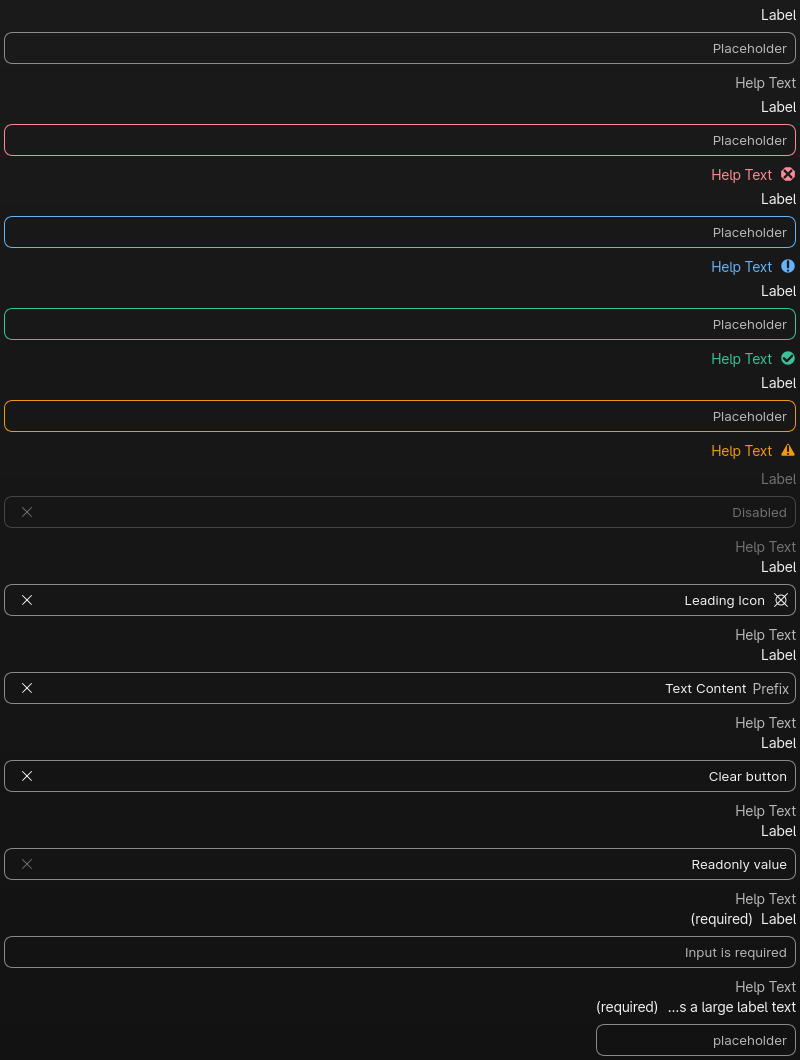 Label
Placeholder
Help Text
Label
Placeholder
Help Text
Label
Placeholder
Help Text
Label
Placeholder
Help Text
Label
Placeholder
Help Text
Label
Disabled
Help Text
Label
Leading Icon
Help Text
Label
Text Content Prefix
Help Text
Label
Clear button
Help Text
Label
Readonly value
Help Text
(required) Label
Input is required
Help Text
(required) ...s a large label text
placeholder